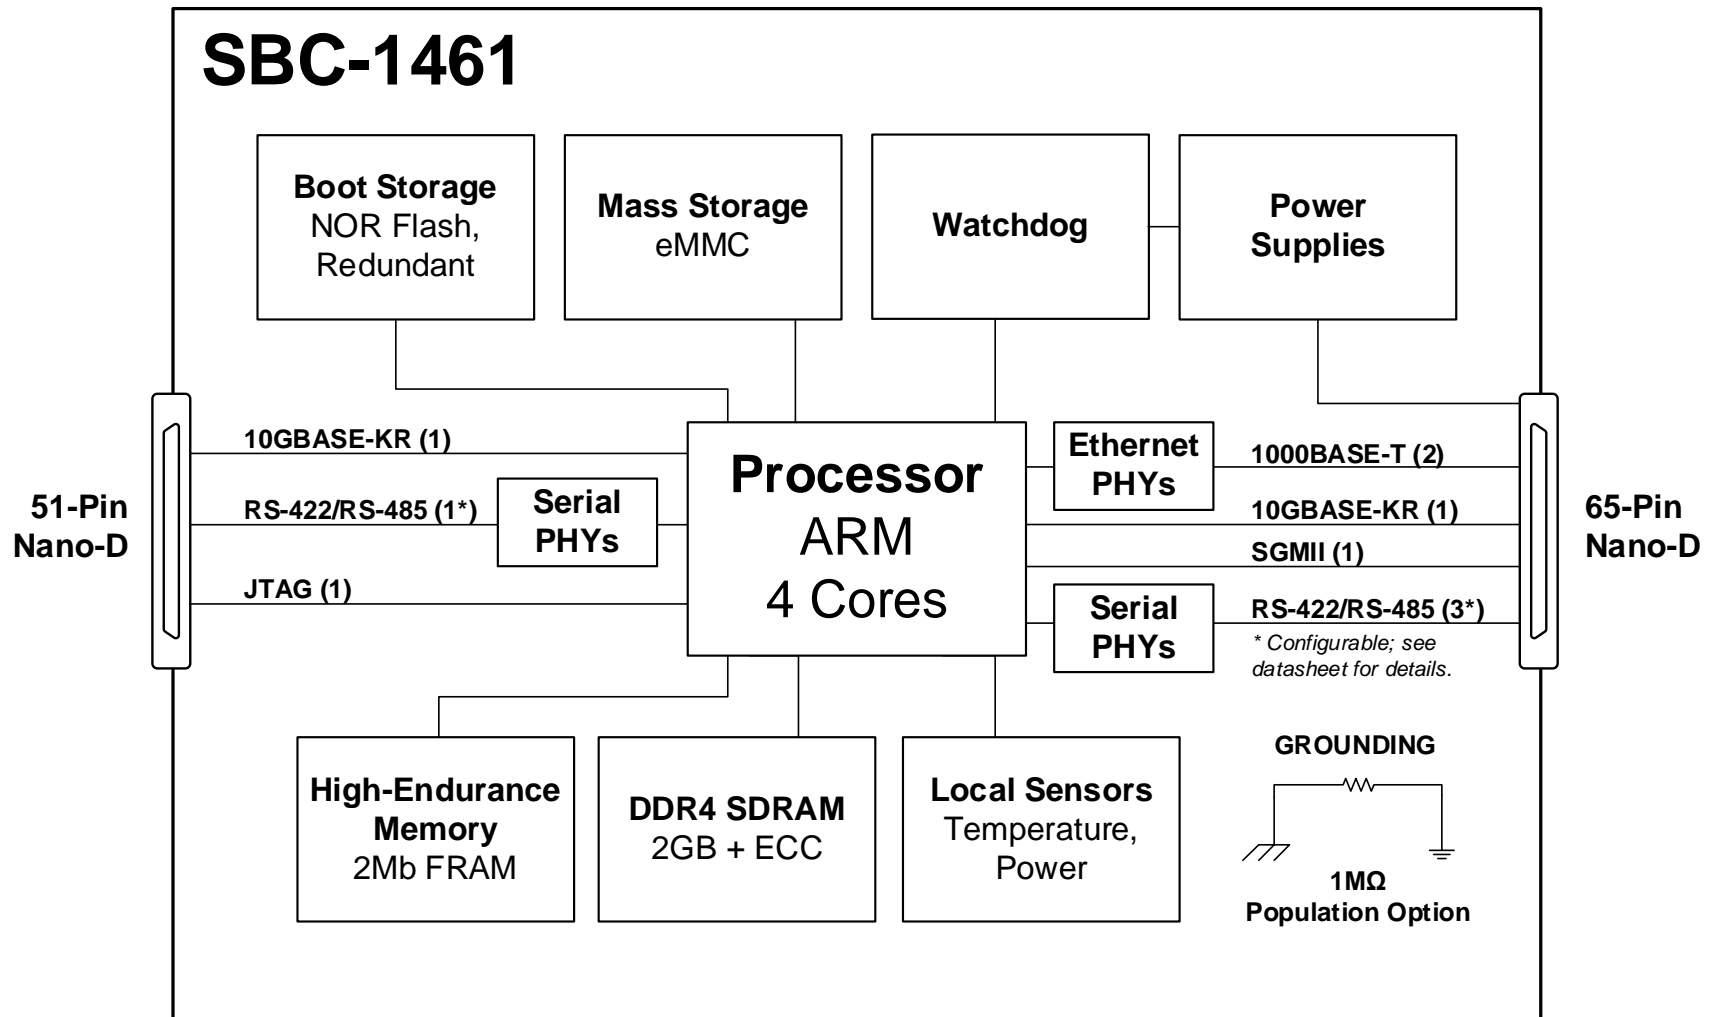 SBC-1461
Boot Storage
NOR Flash,
Redundant
Mass Storage
eMMC
Watchdog
Power
Supplies
51-Pin
Nano-D
10GBASE-KR (1)
RS-422/RS-485 (1*)
Serial
PHYs
JTAG (1)
Processor
ARM
4 Cores
Ethernet
PHYs
1000BASE-T (2)
10GBASE-KR (1)
SGMII (1)
Serial
PHYs
RS-422/RS-485 (3*)
* Configurable; see
datasheet for details.
65-Pin
Nano-D
High-Endurance
Memory
2Mb FRAM
DDR4 SDRAM
2GB + ECC
Local Sensors
Temperature,
Power
GROUNDING
1MΩ
Population Option